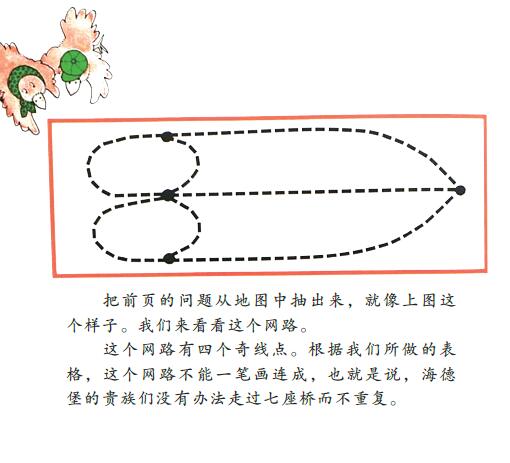 把前页的问题从地图中抽出来，就像上图这
个样子。我们来看看这个网路。
这个网路有四个奇线点。根据我们所做的表
格，这个网路不能一笔画连成，也就是说，海德
堡的贵族们没有办法走过七座桥而不重复。